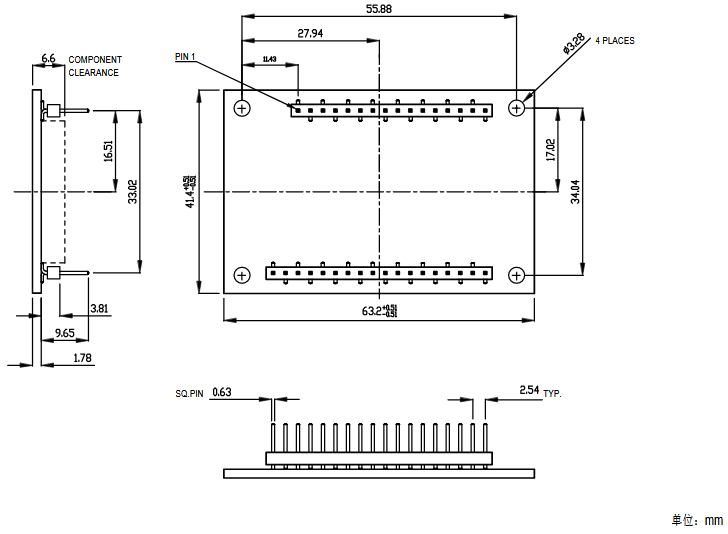 55.88
27.94
11.43
PIN 1
ø3.28
4 PLACES
6.6
COMPONENT
CLEARANCE
16.51
33.02
41.4+0.51
-0.51
17.02
34.04
63.2+0.51
-0.51
3.81
9.65
1.78
SQ.PIN 0.63
2.54 TYP.
单位：mm